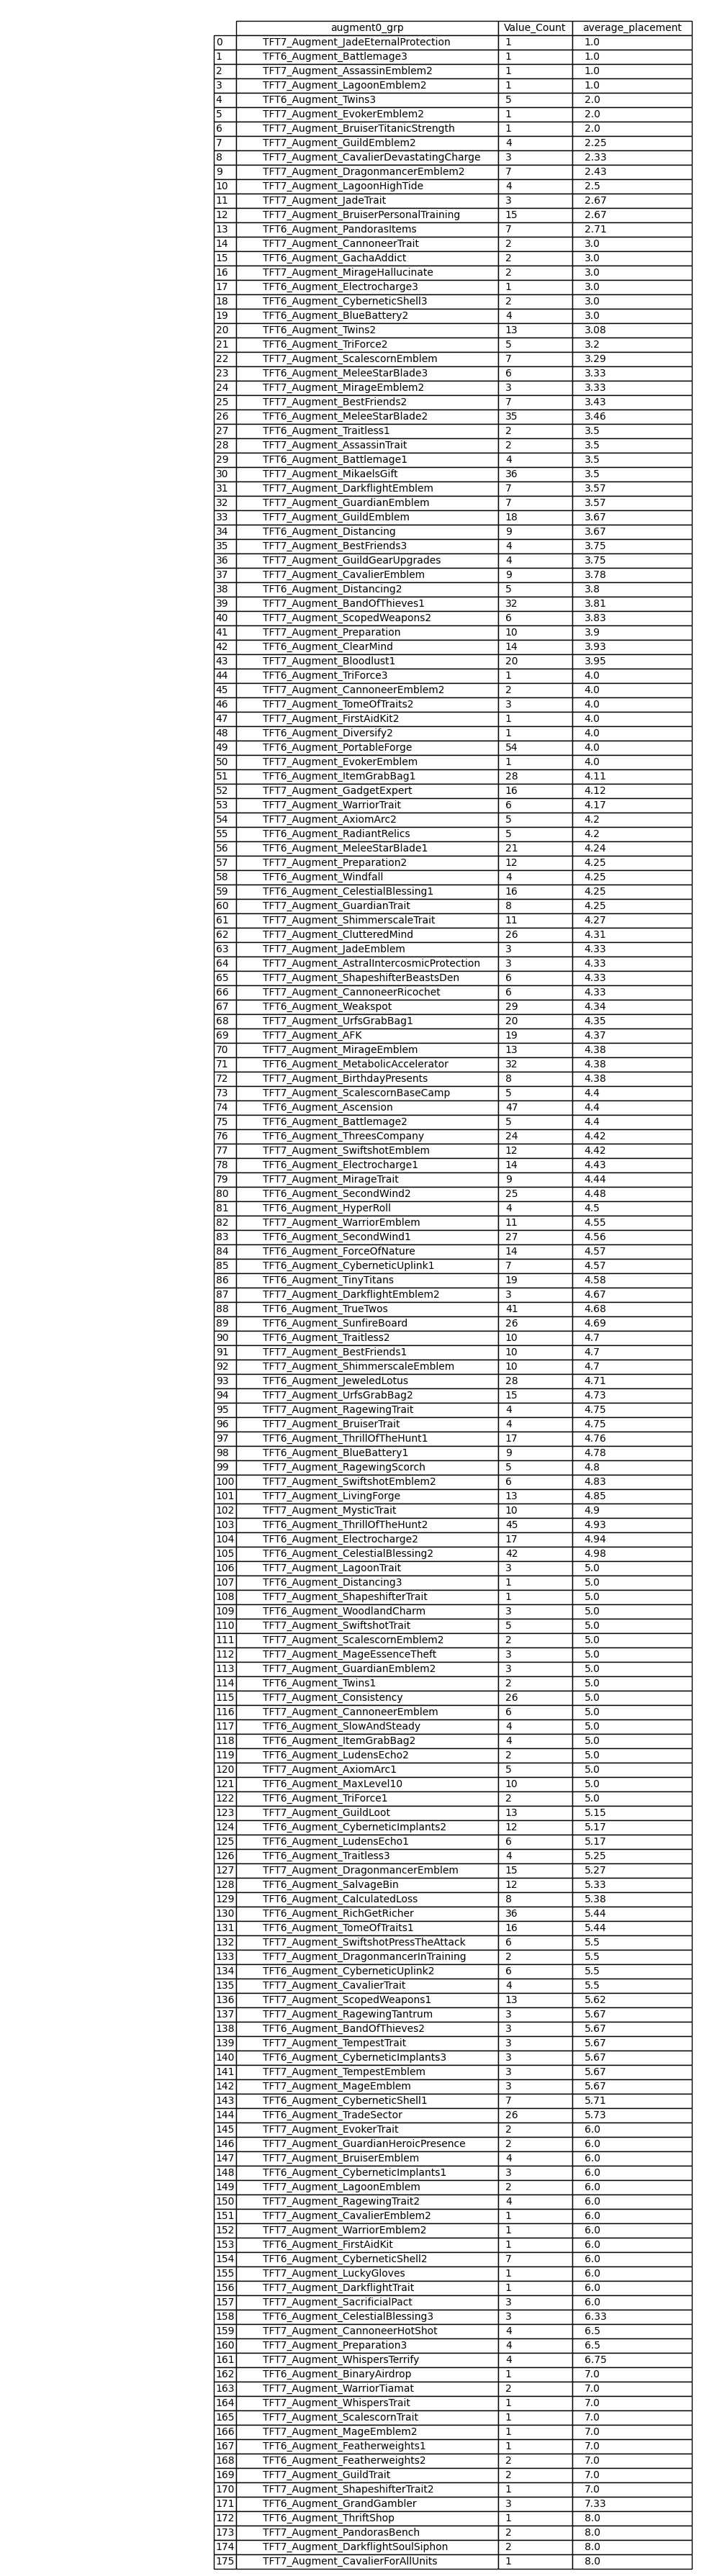 augment0_grp Value_Count average_placement
0 TFT7_Augment_JadeEternalProtection 1 1.0
1 TFT6_Augment_Battlemage3 1 1.0
2 TFT7_Augment_AssassinEmblem2 1 1.0
3 TFT7_Augment_LagoonEmblem2 1 1.0
4 TFT6_Augment_Twins3 5 2.0
5 TFT7_Augment_EvokerEmblem2 1 2.0
6 TFT7_Augment_BruiserTitanicStrength 1 2.0
7 TFT7_Augment_GuildEmblem2 4 2.25
8 TFT7_Augment_CavalierDevastatingCharge 3 2.33
9 TFT7_Augment_DragonmancerEmblem2 7 2.43
10 TFT7_Augment_LagoonHighTide 4 2.5
11 TFT7_Augment_JadeTrait 3 2.67
12 TFT7_Augment_BruiserPersonalTraining 15 2.67
13 TFT6_Augment_PandorasItems 7 2.71
14 TFT7_Augment_CannoneerTrait 2 3.0
15 TFT6_Augment_GachaAddict 2 3.0
16 TFT7_Augment_MirageHallucinate 2 3.0
17 TFT6_Augment_Electrocharge3 1 3.0
18 TFT6_Augment_CyberneticShell3 2 3.0
19 TFT6_Augment_BlueBattery2 4 3.0
20 TFT6_Augment_Twins2 13 3.08
21 TFT6_Augment_TriForce2 5 3.2
22 TFT7_Augment_ScalescornEmblem 7 3.29
23 TFT6_Augment_MeleeStarBlade3 6 3.33
24 TFT7_Augment_MirageEmblem2 3 3.33
25 TFT7_Augment_BestFriends2 7 3.43
26 TFT6_Augment_MeleeStarBlade2 35 3.46
27 TFT6_Augment_Traitless1 2 3.5
28 TFT7_Augment_AssassinTrait 2 3.5
29 TFT6_Augment_Battlemage1 4 3.5
30 TFT7_Augment_MikaelsGift 36 3.5
31 TFT7_Augment_DarkflightEmblem 7 3.57
32 TFT7_Augment_GuardianEmblem 7 3.57
33 TFT7_Augment_GuildEmblem 18 3.67
34 TFT6_Augment_Distancing 9 3.67
35 TFT7_Augment_BestFriends3 4 3.75
36 TFT7_Augment_GuildGearUpgrades 4 3.75
37 TFT7_Augment_CavalierEmblem 9 3.78
38 TFT6_Augment_Distancing2 5 3.8
39 TFT7_Augment_BandOfThieves1 32 3.81
40 TFT7_Augment_ScopedWeapons2 6 3.83
41 TFT7_Augment_Preparation 10 3.9
42 TFT6_Augment_ClearMind 14 3.93
43 TFT7_Augment_Bloodlust1 20 3.95
44 TFT6_Augment_TriForce3 1 4.0
45 TFT7_Augment_CannoneerEmblem2 2 4.0
46 TFT7_Augment_TomeOfTraits2 3 4.0
47 TFT7_Augment_FirstAidKit2 1 4.0
48 TFT6_Augment_Diversify2 1 4.0
49 TFT6_Augment_PortableForge 54 4.0
50 TFT7_Augment_EvokerEmblem 1 4.0
51 TFT6_Augment_ItemGrabBag1 28 4.11
52 TFT7_Augment_GadgetExpert 16 4.12
53 TFT7_Augment_WarriorTrait 6 4.17
54 TFT7_Augment_AxiomArc2 5 4.2
55 TFT6_Augment_RadiantRelics 5 4.2
56 TFT6_Augment_MeleeStarBlade1 21 4.24
57 TFT7_Augment_Preparation2 12 4.25
58 TFT6_Augment_Windfall 4 4.25
59 TFT6_Augment_CelestialBlessing1 16 4.25
60 TFT7_Augment_GuardianTrait 8 4.25
61 TFT7_Augment_ShimmerscaleTrait 11 4.27
62 TFT7_Augment_ClutteredMind 26 4.31
63 TFT7_Augment_JadeEmblem 3 4.33
64 TFT7_Augment_AstralIntercosmicProtection 3 4.33
65 TFT7_Augment_ShapeshifterBeastsDen 6 4.33
66 TFT7_Augment_CannoneerRicochet 6 4.33
67 TFT6_Augment_Weakspot 29 4.34
68 TFT7_Augment_UrfsGrabBag1 20 4.35
69 TFT7_Augment_AFK 19 4.37
70 TFT7_Augment_MirageEmblem 13 4.38
71 TFT6_Augment_MetabolicAccelerator 32 4.38
72 TFT7_Augment_BirthdayPresents 8 4.38
73 TFT7_Augment_ScalescornBaseCamp 5 4.4
74 TFT6_Augment_Ascension 47 4.4
75 TFT6_Augment_Battlemage2 5 4.4
76 TFT6_Augment_ThreesCompany 24 4.42
77 TFT7_Augment_SwiftshotEmblem 12 4.42
78 TFT6_Augment_Electrocharge1 14 4.43
79 TFT7_Augment_MirageTrait 9 4.44
80 TFT6_Augment_SecondWind2 25 4.48
81 TFT6_Augment_HyperRoll 4 4.5
82 TFT7_Augment_WarriorEmblem 11 4.55
83 TFT6_Augment_SecondWind1 27 4.56
84 TFT6_Augment_ForceOfNature 14 4.57
85 TFT6_Augment_CyberneticUplink1 7 4.57
86 TFT6_Augment_TinyTitans 19 4.58
87 TFT7_Augment_DarkflightEmblem2 3 4.67
88 TFT6_Augment_TrueTwos 41 4.68
89 TFT6_Augment_SunfireBoard 26 4.69
90 TFT6_Augment_Traitless2 10 4.7
91 TFT7_Augment_BestFriends1 10 4.7
92 TFT7_Augment_ShimmerscaleEmblem 10 4.7
93 TFT6_Augment_JeweledLotus 28 4.71
94 TFT7_Augment_UrfsGrabBag2 15 4.73
95 TFT7_Augment_RagewingTrait 4 4.75
96 TFT7_Augment_BruiserTrait 4 4.75
97 TFT6_Augment_ThrillOfTheHunt1 17 4.76
98 TFT6_Augment_BlueBattery1 9 4.78
99 TFT7_Augment_RagewingScorch 5 4.8
100 TFT7_Augment_SwiftshotEmblem2 6 4.83
101 TFT7_Augment_LivingForge 13 4.85
102 TFT7_Augment_MysticTrait 10 4.9
103 TFT6_Augment_ThrillOfTheHunt2 45 4.93
104 TFT6_Augment_Electrocharge2 17 4.94
105 TFT6_Augment_CelestialBlessing2 42 4.98
106 TFT7_Augment_LagoonTrait 3 5.0
107 TFT6_Augment_Distancing3 1 5.0
108 TFT7_Augment_ShapeshifterTrait 1 5.0
109 TFT6_Augment_WoodlandCharm 3 5.0
110 TFT7_Augment_SwiftshotTrait 5 5.0
111 TFT7_Augment_ScalescornEmblem2 2 5.0
112 TFT7_Augment_MageEssenceTheft 3 5.0
113 TFT7_Augment_GuardianEmblem2 3 5.0
114 TFT6_Augment_Twins1 2 5.0
115 TFT7_Augment_Consistency 26 5.0
116 TFT7_Augment_CannoneerEmblem 6 5.0
117 TFT6_Augment_SlowAndSteady 4 5.0
118 TFT6_Augment_ItemGrabBag2 4 5.0
119 TFT6_Augment_LudensEcho2 2 5.0
120 TFT7_Augment_AxiomArc1 5 5.0
121 TFT6_Augment_MaxLevel10 10 5.0
122 TFT6_Augment_TriForce1 2 5.0
123 TFT7_Augment_GuildLoot 13 5.15
124 TFT6_Augment_CyberneticImplants2 12 5.17
125 TFT6_Augment_LudensEcho1 6 5.17
126 TFT6_Augment_Traitless3 4 5.25
127 TFT7_Augment_DragonmancerEmblem 15 5.27
128 TFT6_Augment_SalvageBin 12 5.33
129 TFT6_Augment_CalculatedLoss 8 5.38
130 TFT6_Augment_RichGetRicher 36 5.44
131 TFT6_Augment_TomeOfTraits1 16 5.44
132 TFT7_Augment_SwiftshotPressTheAttack 6 5.5
133 TFT7_Augment_DragonmancerInTraining 2 5.5
134 TFT6_Augment_CyberneticUplink2 6 5.5
135 TFT7_Augment_CavalierTrait 4 5.5
136 TFT7_Augment_ScopedWeapons1 13 5.62
137 TFT7_Augment_RagewingTantrum 3 5.67
138 TFT6_Augment_BandOfThieves2 3 5.67
139 TFT7_Augment_TempestTrait 3 5.67
140 TFT6_Augment_CyberneticImplants3 3 5.67
141 TFT7_Augment_TempestEmblem 3 5.67
142 TFT7_Augment_MageEmblem 3 5.67
143 TFT6_Augment_CyberneticShell1 7 5.71
144 TFT6_Augment_TradeSector 26 5.73
145 TFT7_Augment_EvokerTrait 2 6.0
146 TFT7_Augment_GuardianHeroicPresence 2 6.0
147 TFT7_Augment_BruiserEmblem 4 6.0
148 TFT6_Augment_CyberneticImplants1 3 6.0
149 TFT7_Augment_LagoonEmblem 2 6.0
150 TFT7_Augment_RagewingTrait2 4 6.0
151 TFT7_Augment_CavalierEmblem2 1 6.0
152 TFT7_Augment_WarriorEmblem2 1 6.0
153 TFT6_Augment_FirstAidKit 1 6.0
154 TFT6_Augment_CyberneticShell2 7 6.0
155 TFT7_Augment_LuckyGloves 1 6.0
156 TFT7_Augment_DarkflightTrait 1 6.0
157 TFT7_Augment_SacrificialPact 3 6.0
158 TFT6_Augment_CelestialBlessing3 3 6.33
159 TFT7_Augment_CannoneerHotShot 4 6.5
160 TFT7_Augment_Preparation3 4 6.5
161 TFT7_Augment_WhispersTerrify 4 6.75
162 TFT6_Augment_BinaryAirdrop 1 7.0
163 TFT7_Augment_WarriorTiamat 2 7.0
164 TFT7_Augment_WhispersTrait 1 7.0
165 TFT7_Augment_ScalescornTrait 1 7.0
166 TFT7_Augment_MageEmblem2 1 7.0
167 TFT6_Augment_Featherweights1 1 7.0
168 TFT6_Augment_Featherweights2 2 7.0
169 TFT7_Augment_GuildTrait 2 7.0
170 TFT7_Augment_ShapeshifterTrait2 1 7.0
171 TFT6_Augment_GrandGambler 3 7.33
172 TFT6_Augment_ThriftShop 1 8.0
173 TFT7_Augment_PandorasBench 2 8.0
174 TFT7_Augment_DarkflightSoulSiphon 2 8.0
175 TFT7_Augment_CavalierForAllUnits 1 8.0